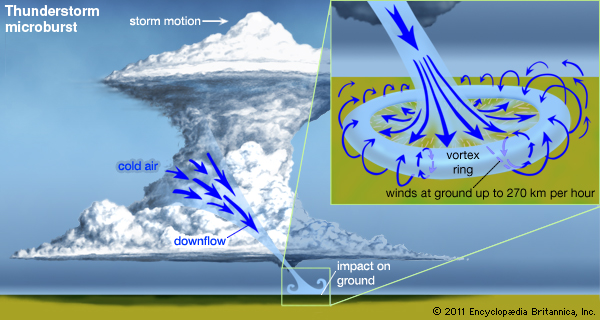 Thunderstorm
microburst
storm motion
cold air
downflow
impact on
ground
vortex
ring
winds at ground up to 270 km per hour
© 2011 Encyclopædia Britannica, Inc.